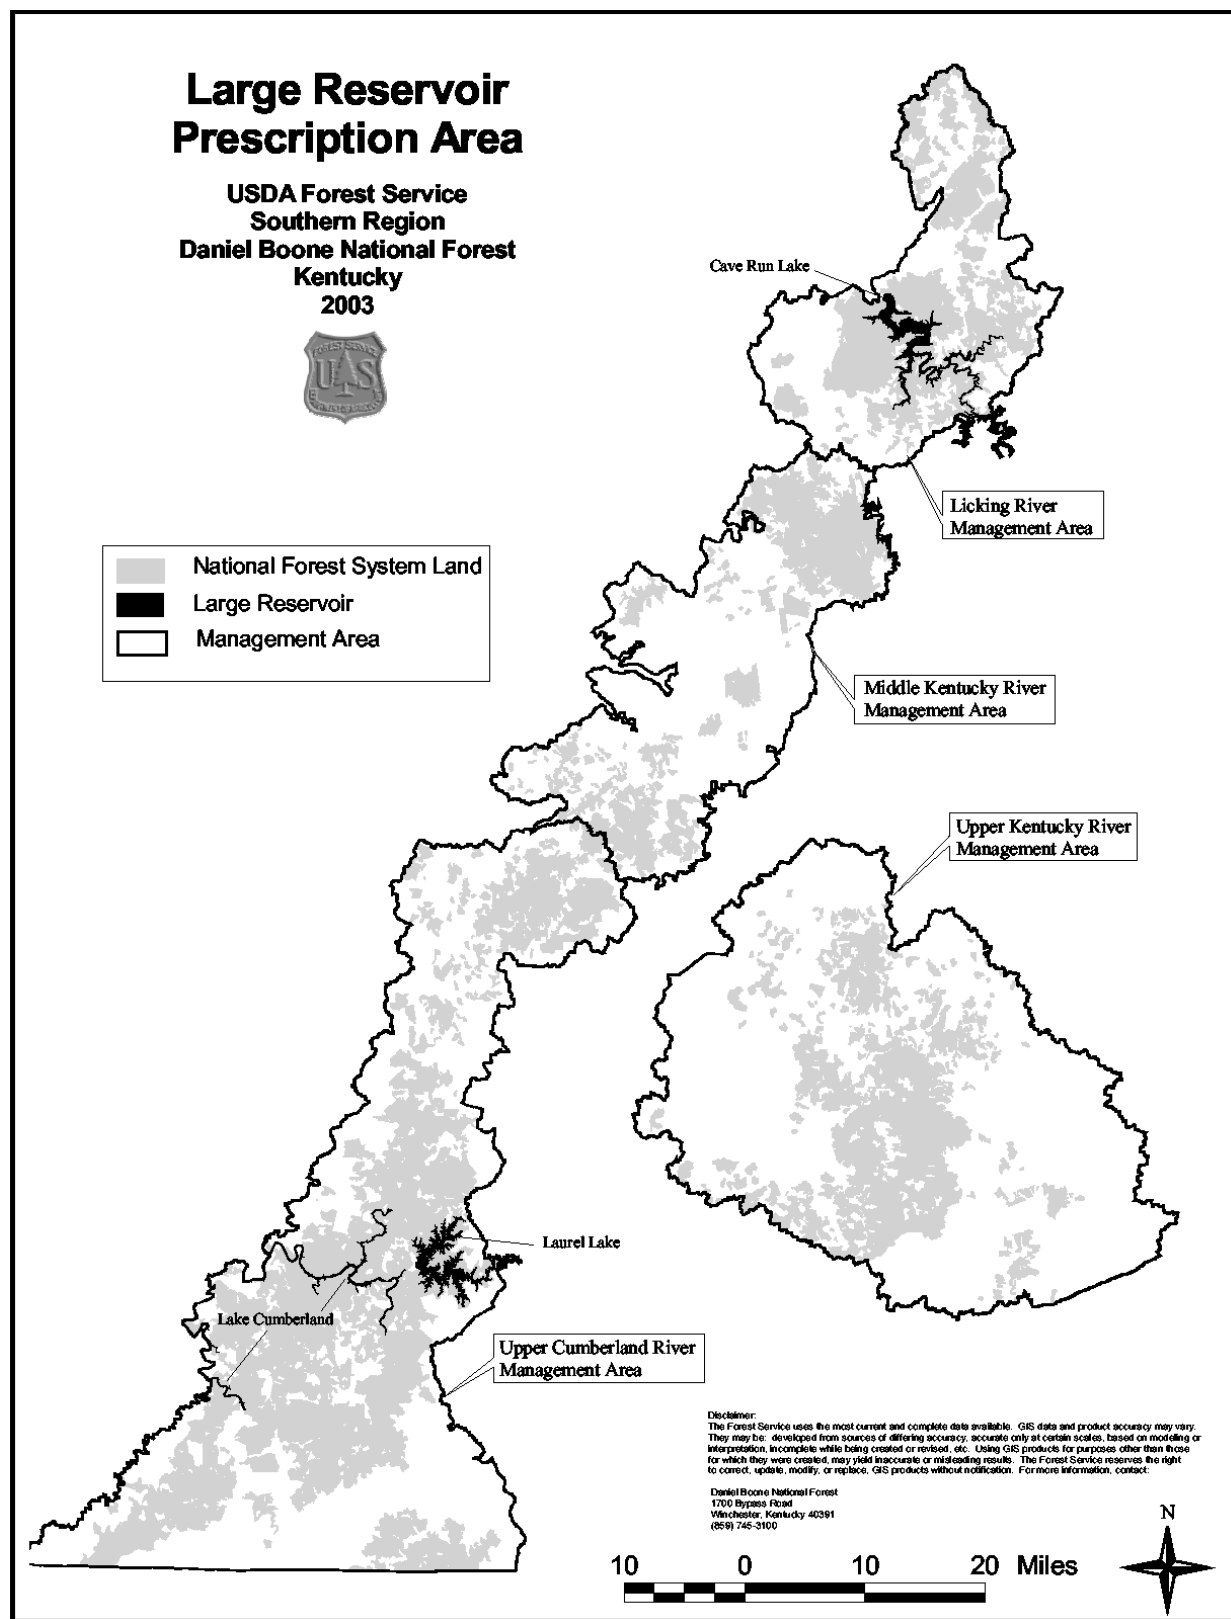 Large Reservoir
Prescription Area
USDA Forest Service
Southern Region
Daniel Boone National Forest
Kentucky
2003
FOREST SERVICE
U S
DEPARTMENT OF AGRICULTURE
Cave Run Lake
Licking River
Management Area
National Forest System Land
Large Reservoir
Management Area
Middle Kentucky River
Management Area
Upper Kentucky River
Management Area
Laurel Lake
Lake Cumberland
Upper Cumberland River
Management Area
Disclaimer:
The Forest Service uses the most current and complete data available. GIS data and product accuracy may vary.
They may be: developed from sources of differing accuracy, accurate only at certain scales, based on modeling or
interpretation, incomplete while being created or revised, etc. Using GIS products for purposes other than those
for which they were created, may yield inaccurate or misleading results. The Forest Service reserves the right
to correct, update, modify, or replace, GIS products without notification. For more information, contact:
Daniel Boone National Forest
1700 Bypass Road
Winchester, Kentucky 40391
(859) 745-3100
N
10 0 10 20 Miles